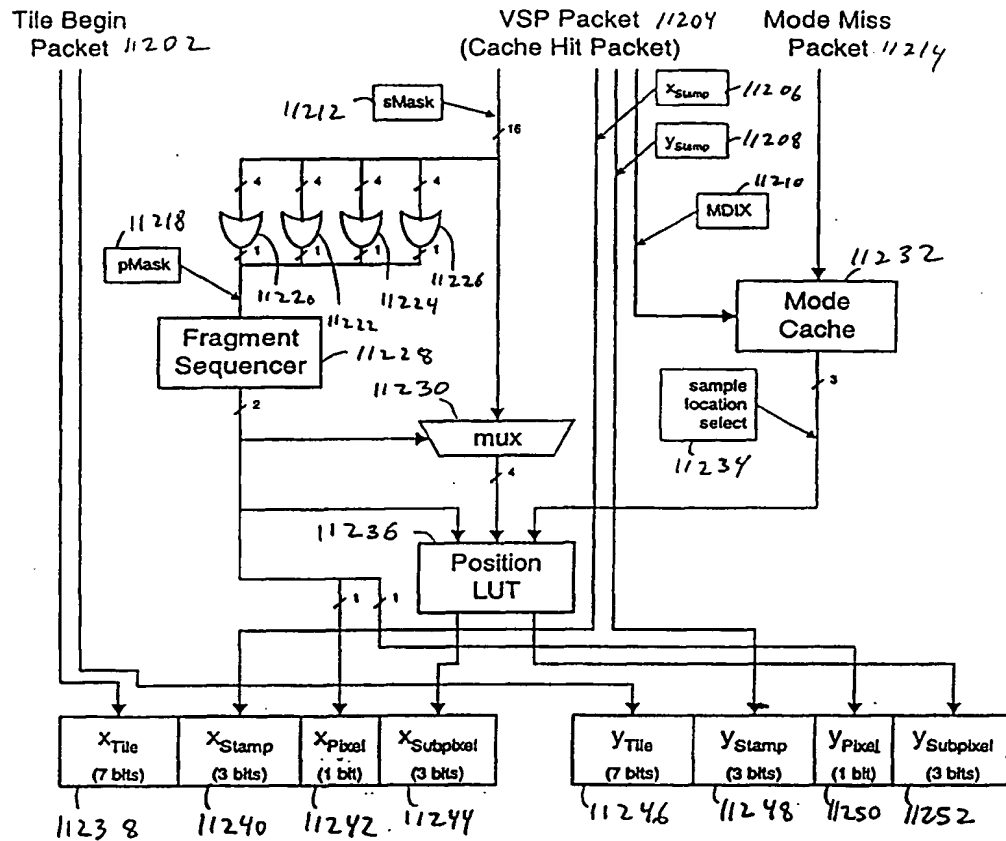 Tile Begin
Packet 11202
VSP Packet 11204
(Cache Hit Packet)
Mode Miss
Packet 11214
11212
sMask
16
xStamp
11206
yStamp
11208
11210
MDIX
4
4
4
4
11218
pMask
1
1
1
1
11220
11222
11224
11226
11232
Mode
Cache
Fragment
Sequencer
11228
11230
mux
sample
location
select
3
2
11234
4
11236
Position
LUT
1
1
xTile
(7 bits)
xStamp
(3 bits)
xPixel
(1 bit)
xSubpixel
(3 bits)
yTile
(7 bits)
yStamp
(3 bits)
yPixel
(1 bit)
ySubpixel
(3 bits)
11238
11240
11242
11244
11246
11248
11250
11252